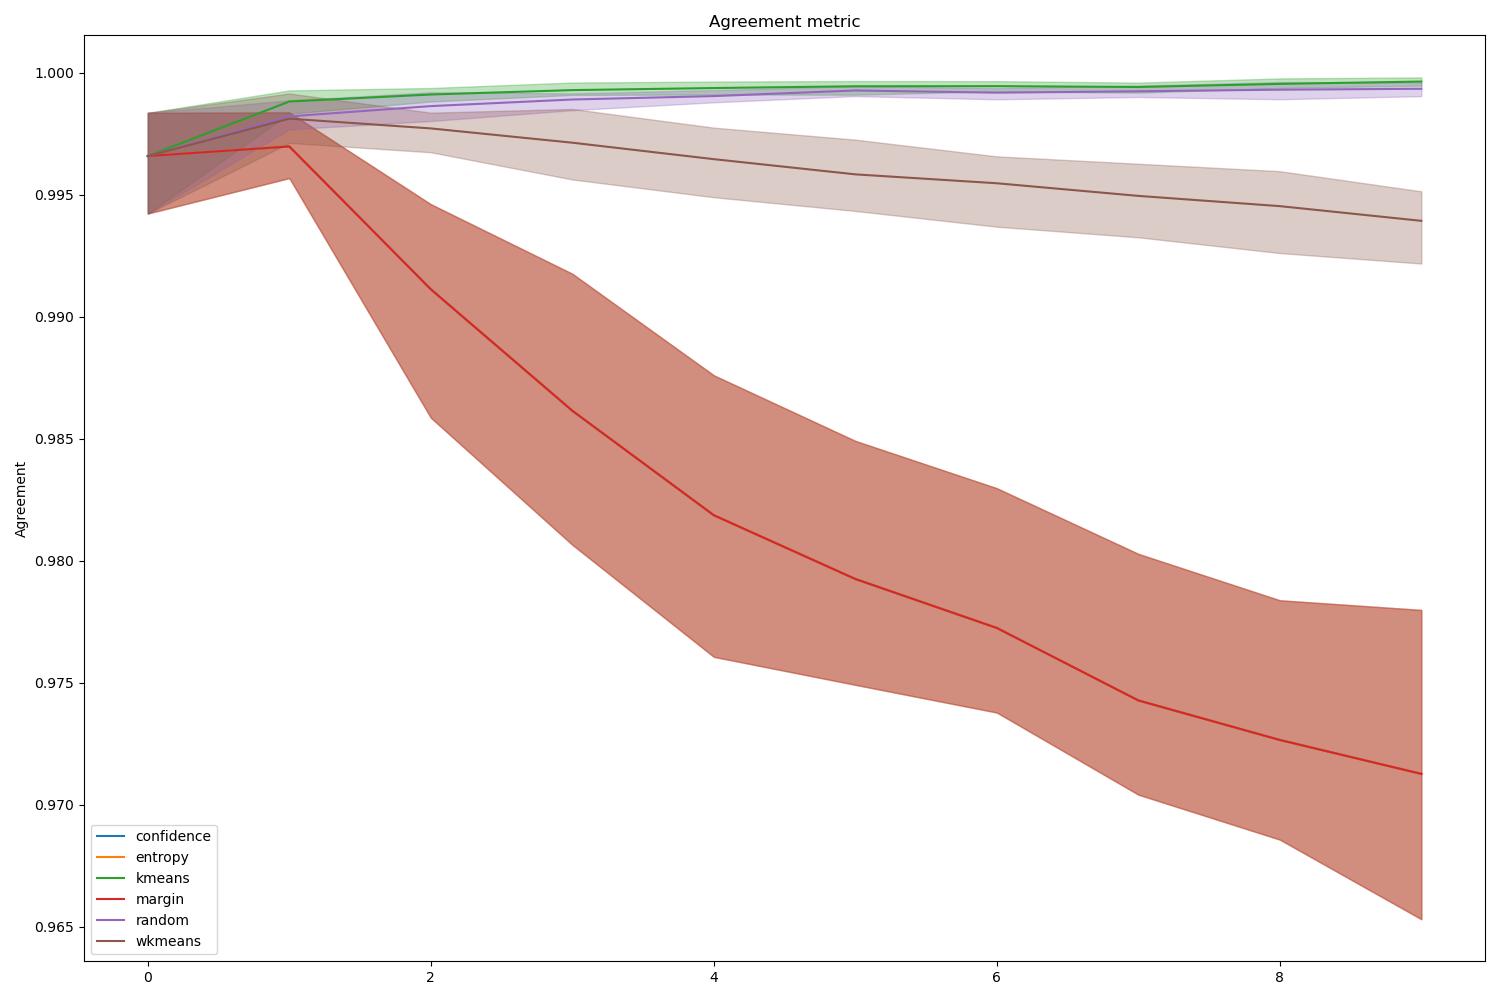 Agreement metric
1.000
0.995
0.990
0.985
0.980
0.975
0.970
0.965
Agreement
confidence
entropy
kmeans
margin
random
wkmeans
0 2 4 6 8